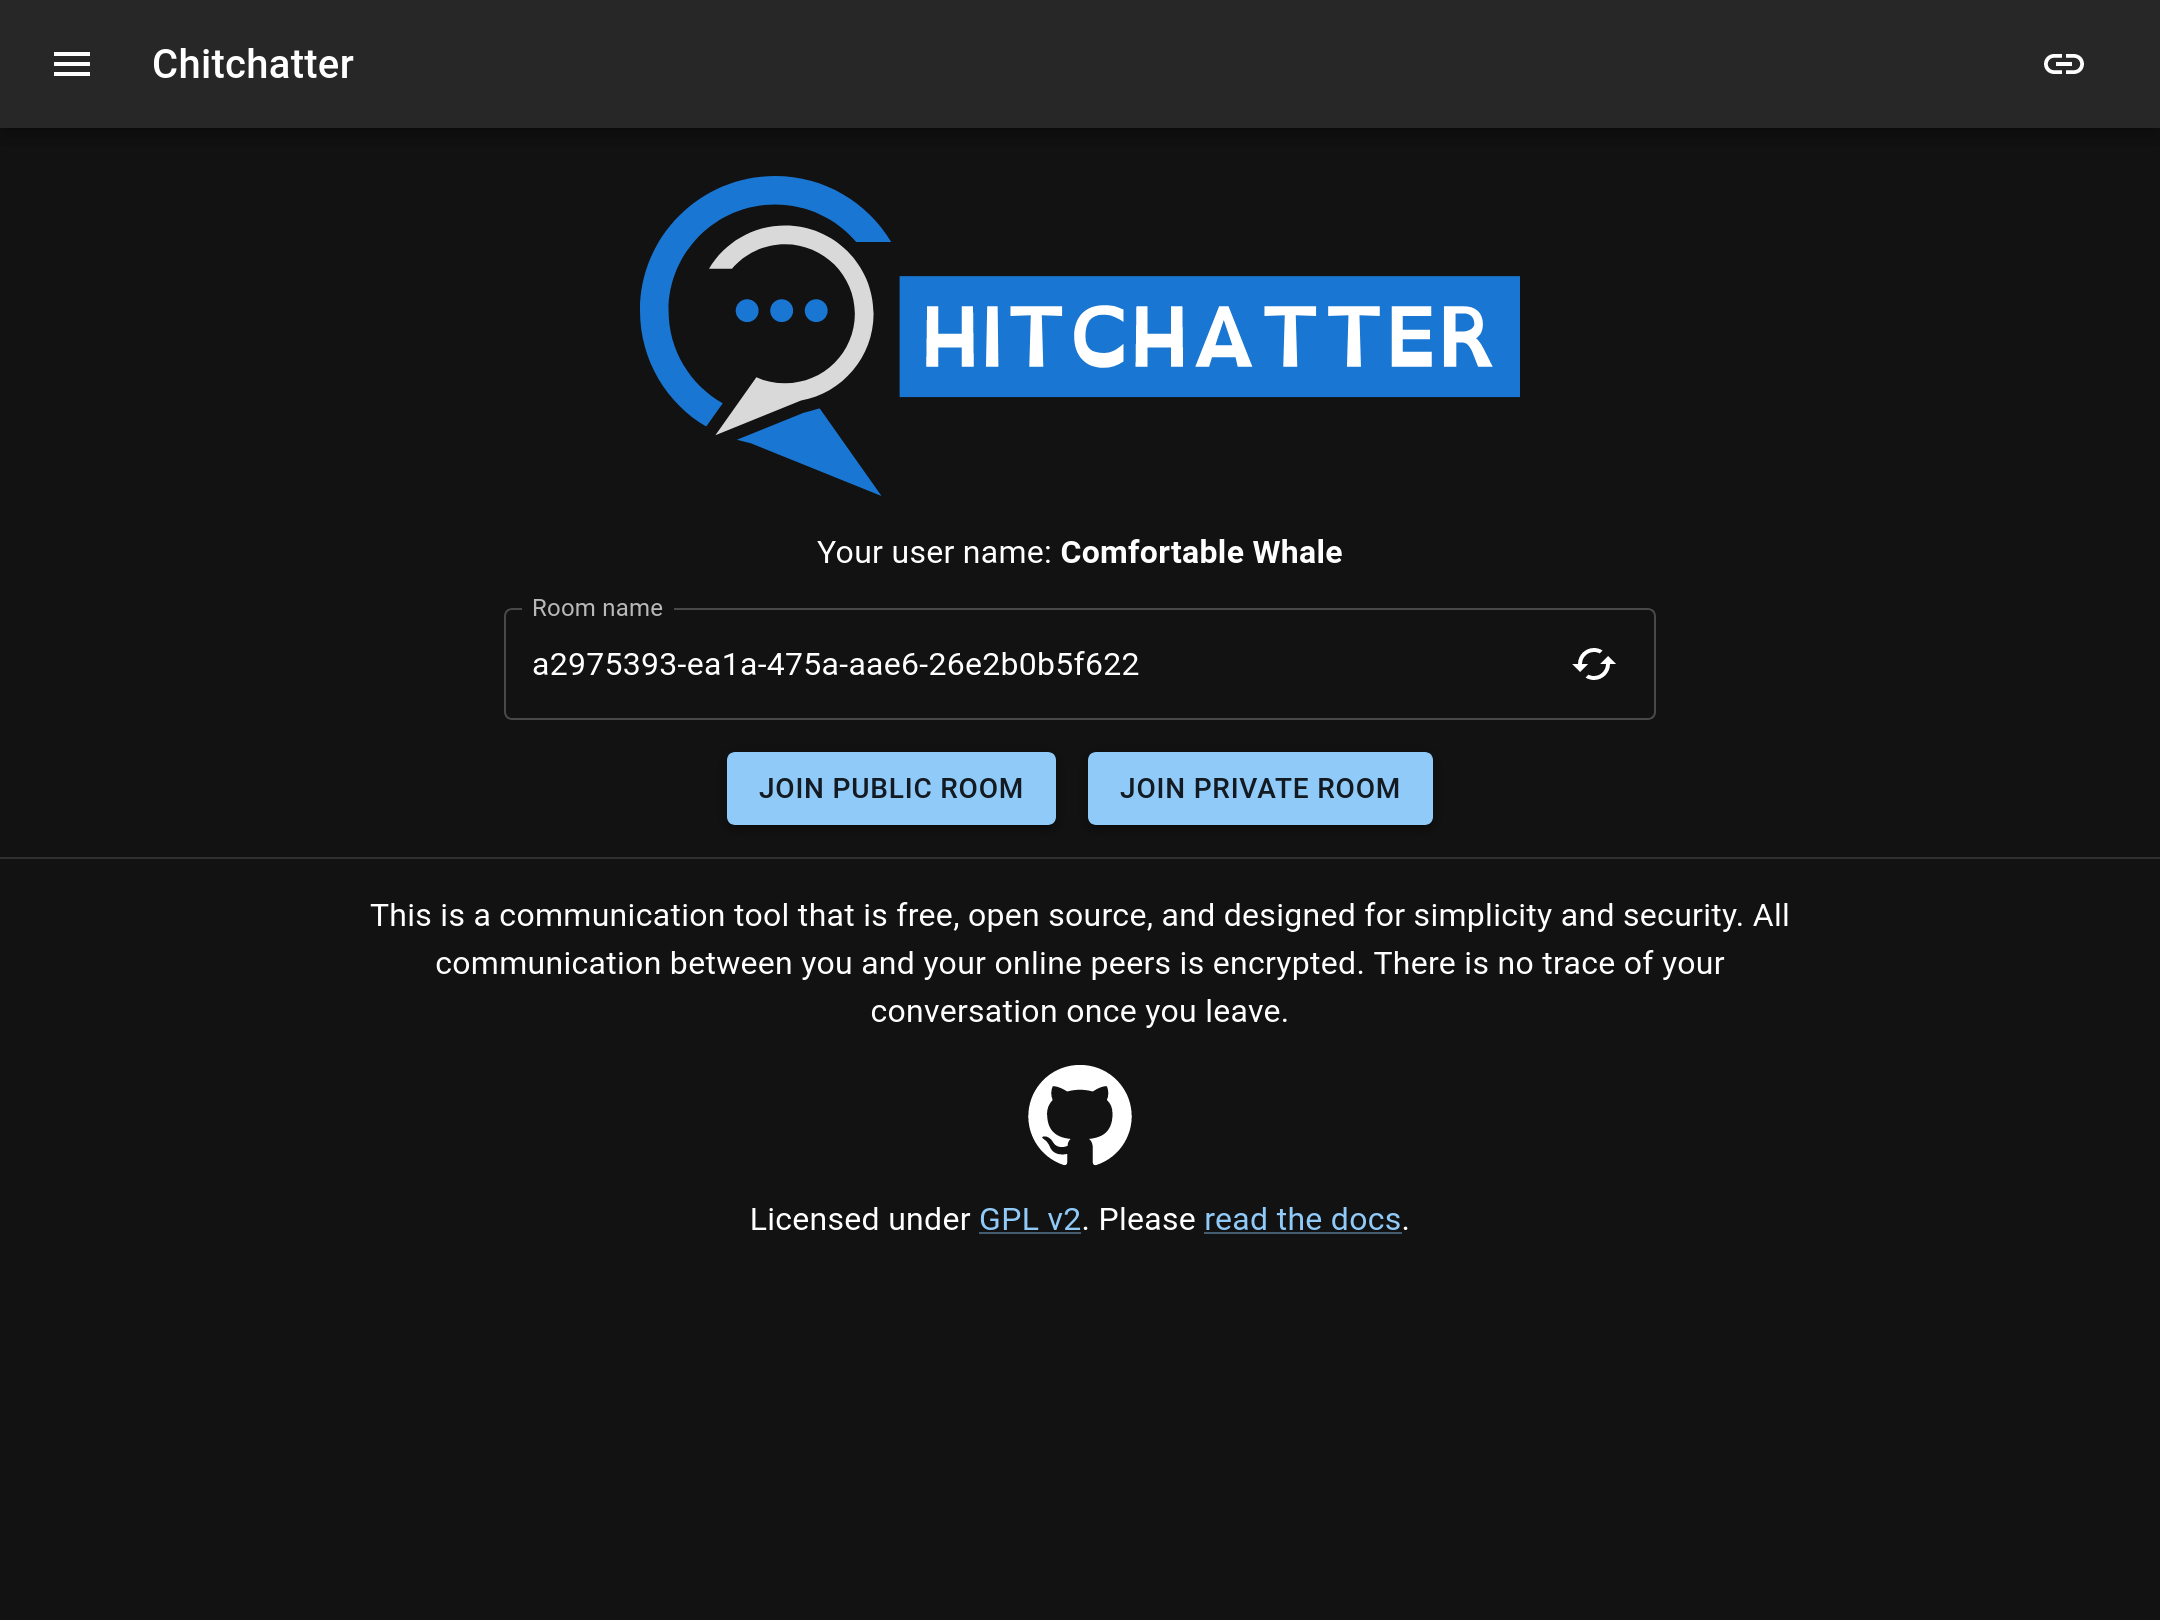 Chitchatter
HITCHATTER
Your user name: Comfortable Whale
Room name
a2975393-ea1a-475a-aae6-26e2b0b5f622
JOIN PUBLIC ROOM JOIN PRIVATE ROOM
This is a communication tool that is free, open source, and designed for simplicity and security. All
communication between you and your online peers is encrypted. There is no trace of your
conversation once you leave.
Licensed under GPL v2. Please read the docs.